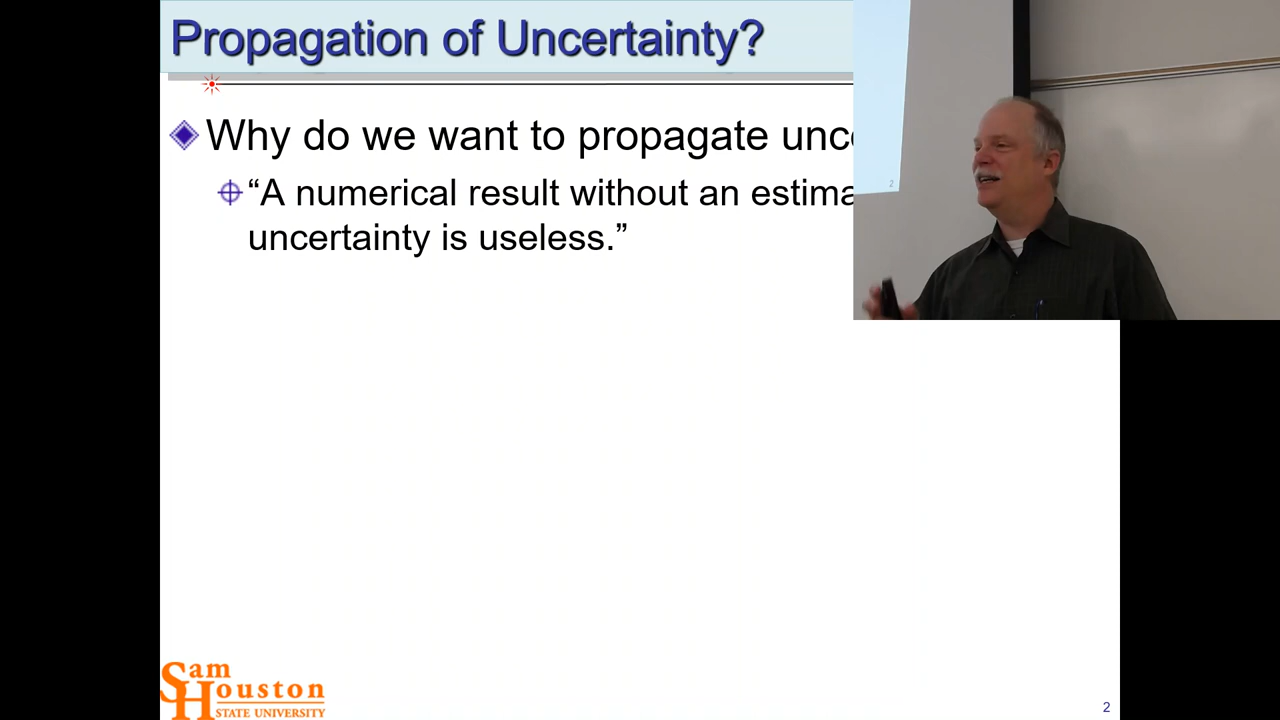 Propagation of Uncertainty?
Why do we want to propagate unc
“A numerical result without an estima
uncertainty is useless.”
2
Sam
Houston
STATE UNIVERSITY
2